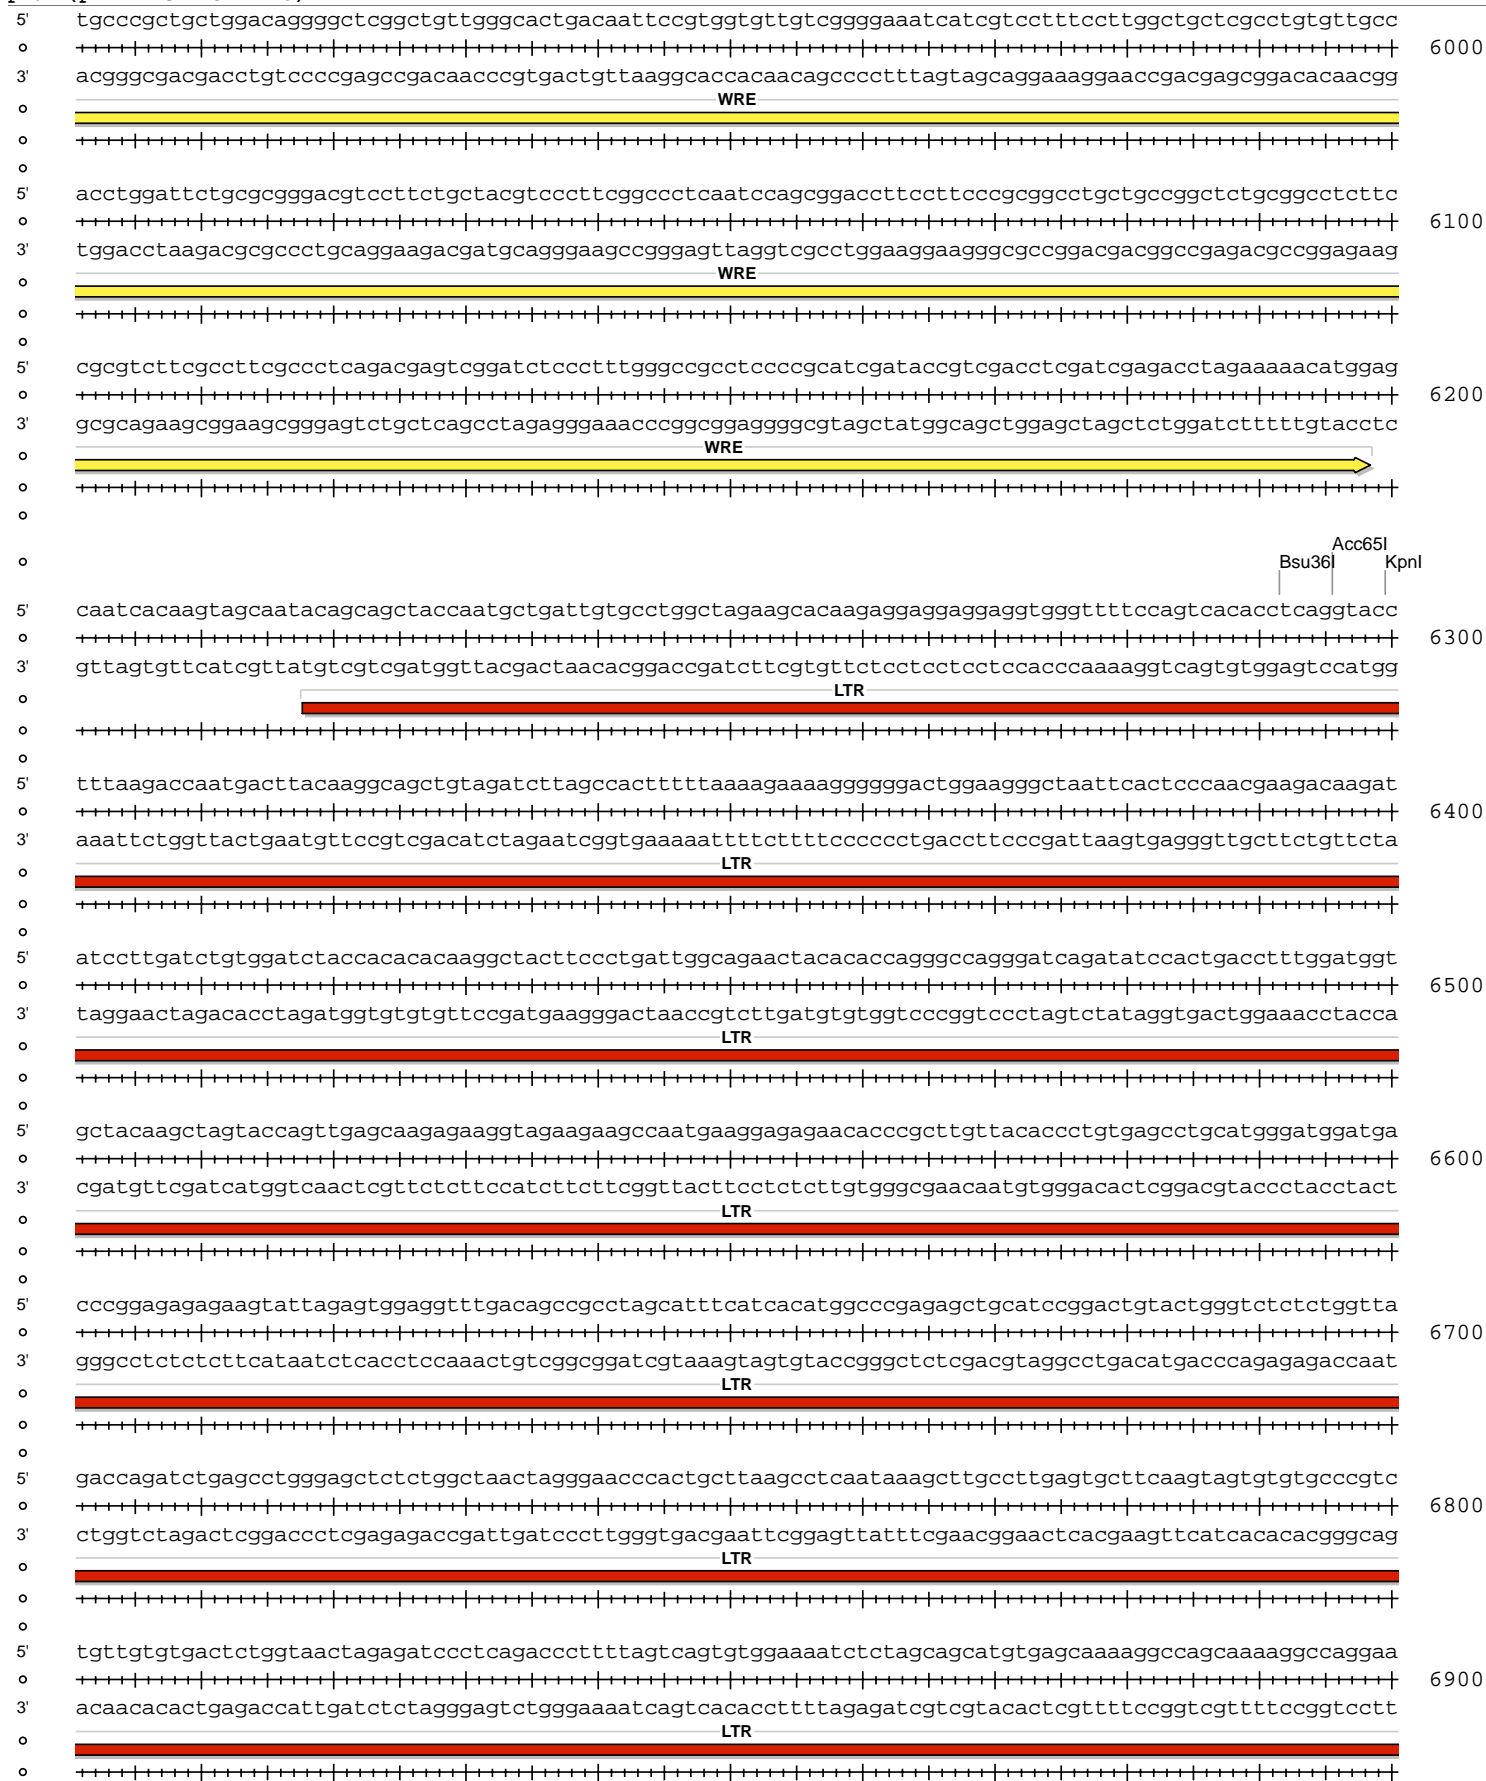 5' tgcccgctgctggacaggggctcggctgttgggcactgacaattccgtggtgttgtcggggaaatcatcgtcctttccttggctgctcgcctgtgttgcc
6000
3' acgggcgacgacctgtccccgagccgacaacccgtgactgttaaggcaccacaacagcccctttagtagcaggaaaggaaccgacgagcggacacaacgg
WRE
5' acctggattctgcgcgggacgtccttctgctacgtcccttcggccctcaatccagcggaccttccttcccgcggcctgctgccggctctgcggcctcttc
6100
3' tggacctaagacgcgccctgcaggaagacgatgcagggaagccgggagttaggtcgcctggaaggaagggcgccggacgacggccgagacgccggagaag
WRE
5' cgcgtcttcgccttcgccctcagacgagtcggatctccctttgggccgcctccccgcatcgataccgtcgacctcgatcgagacctagaaaaacatggag
6200
3' gcgcagaagcggaagcgggagtctgctcagcctagagggaaacccggcggaggggcgtagctatggcagctggagctagctctggatctttttgtacctc
WRE
Acc65I
Bsu36I KpnI
5' caatcacaagtagcaatacagcagctaccaatgctgattgtgcctggctagaagcacaagaggaggaggaggtgggttttccagtcacacctcaggtacc
6300
3' gttagtgttcatcgttatgtcgtcgatggttacgactaacacggaccgatcttcgtgttctcctcctcctccacccaaaaggtcagtgtggagtccatgg
LTR
5' tttaagaccaatgacttacaaggcagctgtagatcttagccactttttaaaagaaaaggggggactggaagggctaattcactcccaacgaagacaagat
6400
3' aaattctggttactgaatgttccgtcgacatctagaatcggtgaaaaattttcttttcccccctgaccttcccgattaagtgagggttgcttctgttcta
LTR
5' atccttgatctgtggatctaccacacacaaggctacttccctgattggcagaactacacaccagggccagggatcagatatccactgacctttggatggt
6500
3' taggaactagacacctagatggtgtgtgttccgatgaagggactaaccgtcttgatgtgtggtcccggtccctagtctataggtgactggaaacctacca
LTR
5' gctacaagctagtaccagttgagcaagagaaggtagaagaagccaatgaaggagagaacacccgcttgttacaccctgtgagcctgcatgggatggatga
6600
3' cgatgttcgatcatggtcaactcgttctcttccatcttcttcggttacttcctctcttgtgggcgaacaatgtgggacactcggacgtaccctacctact
LTR
5' cccggagagagaagtattagagtggaggtttgacagccgcctagcatttcatcacatggcccgagagctgcatccggactgtactgggtctctctggtta
6700
3' gggcctctctcttcataatctcacctccaaactgtcggcggatcgtaaagtagtgtaccgggctctcgacgtaggcctgacatgacccagagagaccaat
LTR
5' gaccagatctgagcctgggagctctctggctaactagggaacccactgcttaagcctcaataaagcttgccttgagtgcttcaagtagtgtgtgcccgtc
6800
3' ctggtctagactcggaccctcgagagaccgattgatcccttgggtgacgaattcggagttatttcgaacggaactcacgaagttcatcacacacgggcag
LTR
5' tgttgtgtgactctggtaactagagatccctcagacccttttagtcagtgtggaaaatctctagcagcatgtgagcaaaaggccagcaaaaggccaggaa
6900
3' acaacacactgagaccattgatctctagggagtctgggaaaatcagtcacaccttttagagatcgtcgtacactcgttttccggtcgttttccggtcctt
LTR